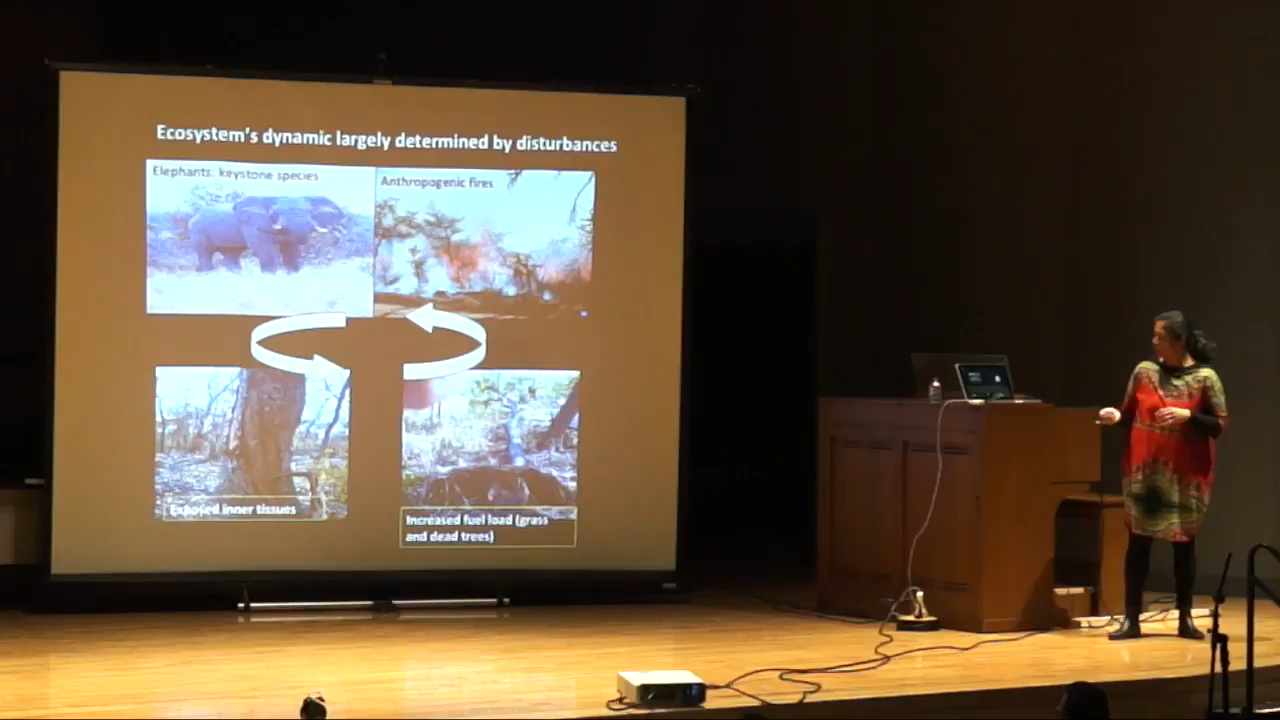 Ecosystem's dynamic largely determined by disturbances
Elephants: keystone species
Anthropogenic fires
Exposed inner tissues
Increased fuel load (grass
and dead trees)